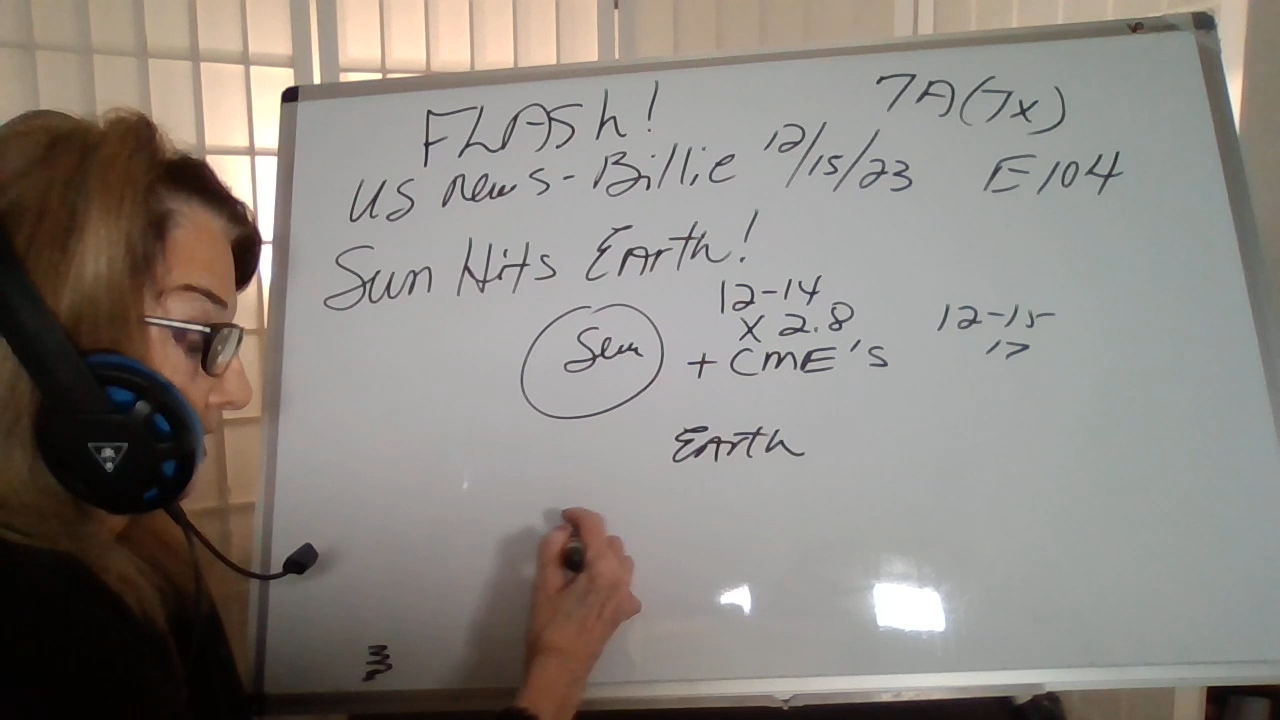 FLASh!
7A(7x)
US news - Billie 12/15/23 E104
Sun Hits Earth!
12-14
Sun
X 2.8
12-15
+ CME's
17
Earth